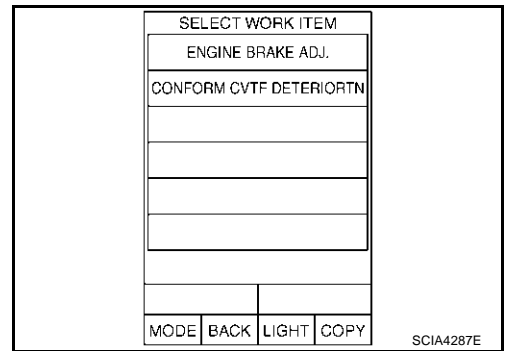 SELECT WORK ITEM
ENGINE BRAKE ADJ.
CONFORM CVTF DETERIORTN
MODE BACK LIGHT COPY
SCIA4287E